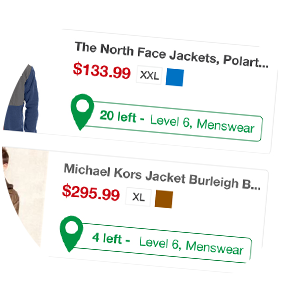 The North Face Jackets, Polart...
$133.99 XXL
20 left - Level 6, Menswear
Michael Kors Jacket Burleigh B...
$295.99 XL
4 left - Level 6, Menswear